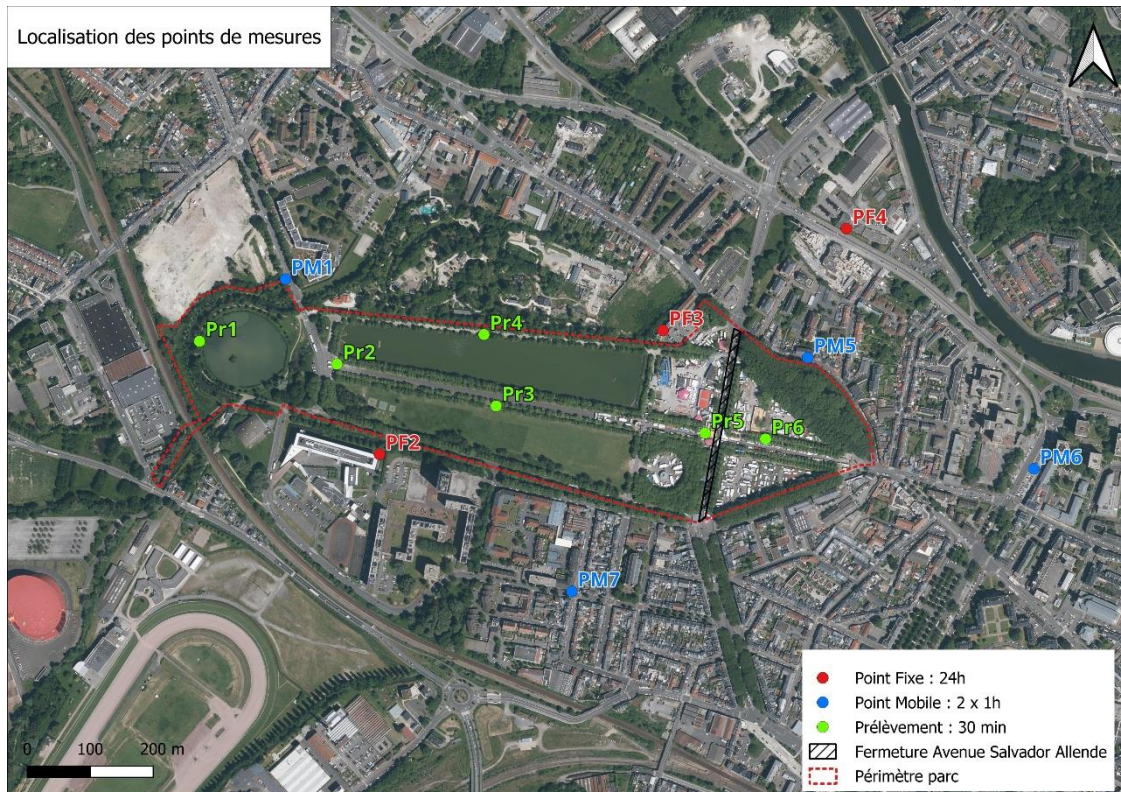 Localisation des points de mesures
PF4
PM1
PF3
Pr1
Pr4
Pr2
PM5
Pr3
Pr5
Pr6
PF2
PM6
PM7
Point Fixe : 24h
Point Mobile : 2 x 1h
Prélèvement : 30 min
Fermeture Avenue Salvador Allende
Périmètre parc
0 100 200 m